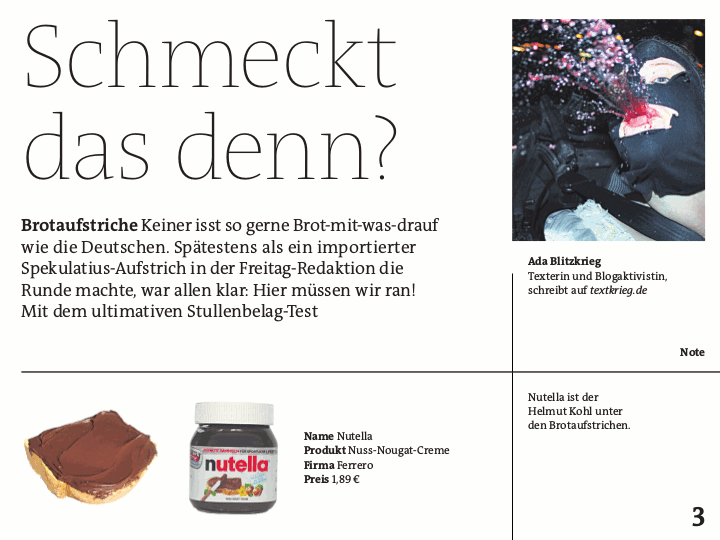 Schmeckt
das denn?
Brotaufstriche Keiner isst so gerne Brot-mit-was-drauf
wie die Deutschen. Spätestens als ein importierter
Spekulatius-Aufstrich in der Freitag-Redaktion die
Runde machte, war allen klar: Hier müssen wir ran!
Mit dem ultimativen Stullenbelag-Test
Ada Blitzkrieg
Texterin und Blogaktivistin,
schreibt auf textkrieg.de
Note
nutella
Name Nutella
Produkt Nuss-Nougat-Creme
Firma Ferrero
Preis 1,89 €
Nutella ist der
Helmut Kohl unter
den Brotaufstrichen.
3